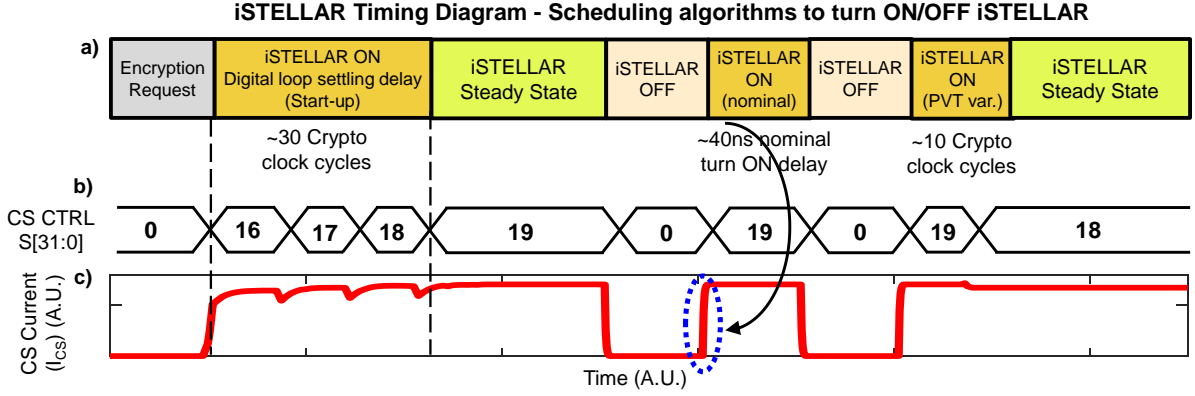 iSTELLAR Timing Diagram - Scheduling algorithms to turn ON/OFF iSTELLAR
a)
Encryption
Request
iSTELLAR ON
Digital loop settling delay
(Start-up)
iSTELLAR
Steady State
iSTELLAR
OFF
iSTELLAR
ON
(nominal)
iSTELLAR
OFF
iSTELLAR
ON
(PVT var.)
iSTELLAR
Steady State
~30 Crypto
clock cycles
~40ns nominal
turn ON delay
~10 Crypto
clock cycles
b)
CS CTRL
S[31:0]
0
16
17
18
19
0
19
0
19
18
c)
CS Current
(ICS) (A.U.)
Time (A.U.)